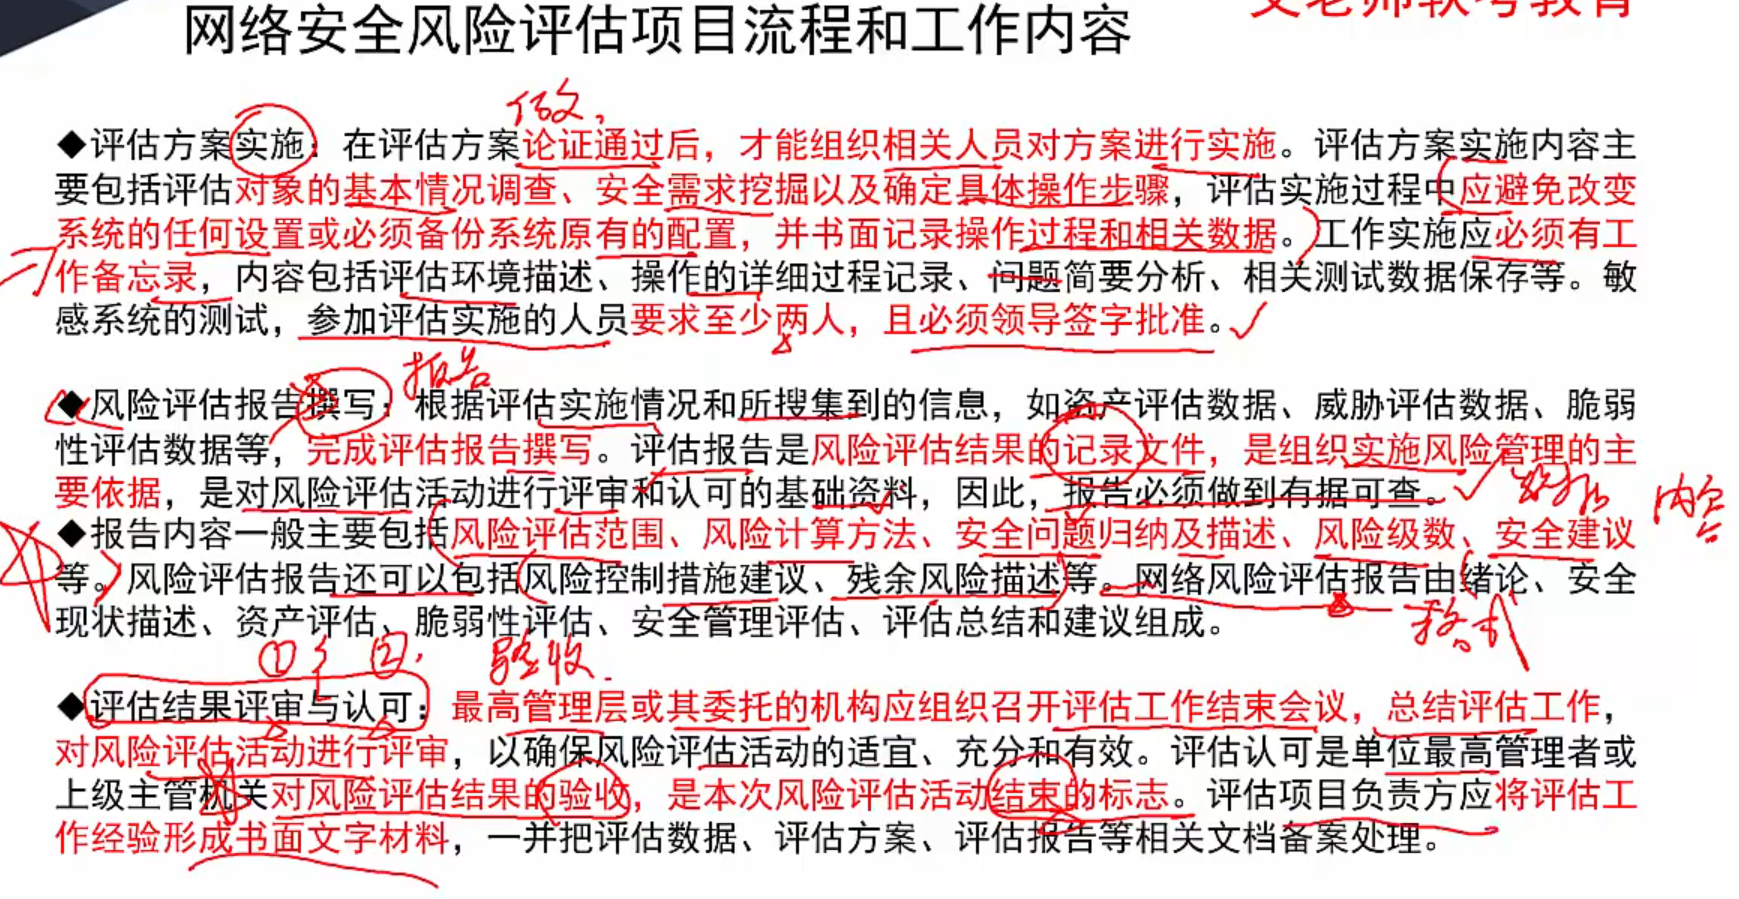 艾老师软考教育
网络安全风险评估项目流程和工作内容
做，
◆评估方案实施：在评估方案论证通过后，才能组织相关人员对方案进行实施。评估方案实施内容主
要包括评估对象的基本情况调查、安全需求挖掘以及确定具体操作步骤，评估实施过程中应避免改变
系统的任何设置或必须备份系统原有的配置，并书面记录操作过程和相关数据。工作实施应必须有工
作备忘录，内容包括评估环境描述、操作的详细过程记录、问题简要分析、相关测试数据保存等。敏
感系统的测试，参加评估实施的人员要求至少两人，且必须领导签字批准。
报告
◆风险评估报告撰写：根据评估实施情况和所搜集到的信息，如资产评估数据、威胁评估数据、脆弱
性评估数据等，完成评估报告撰写。评估报告是风险评估结果的记录文件，是组织实施风险管理的主
要依据，是对风险评估活动进行评审和认可的基础资料，因此，报告必须做到有据可查。
数据 内容
◆报告内容一般主要包括风险评估范围、风险计算方法、安全问题归纳及描述、风险级数、安全建议
等。风险评估报告还可以包括风险控制措施建议、残余风险描述等。网络风险评估报告由绪论、安全
现状描述、资产评估、脆弱性评估、安全管理评估、评估总结和建议组成。
格式
① ② 验收
◆评估结果评审与认可：最高管理层或其委托的机构应组织召开评估工作结束会议，总结评估工作，
对风险评估活动进行评审，以确保风险评估活动的适宜、充分和有效。评估认可是单位最高管理者或
上级主管机关对风险评估结果的验收，是本次风险评估活动结束的标志。评估项目负责方应将评估工
作经验形成书面文字材料，一并把评估数据、评估方案、评估报告等相关文档备案处理。